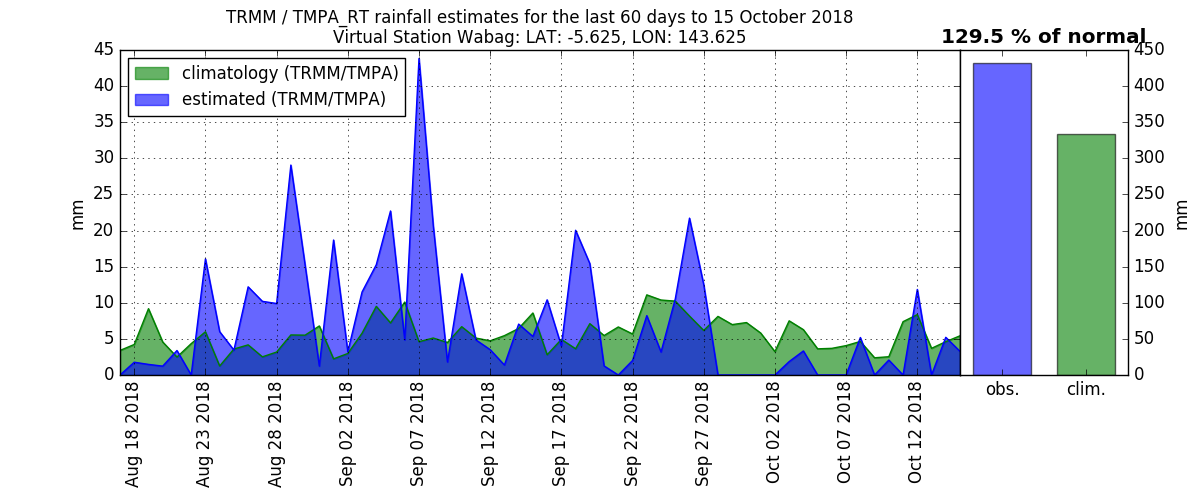 TRMM / TMPA_RT rainfall estimates for the last 60 days to 15 October 2018
Virtual Station Wabag: LAT: -5.625, LON: 143.625
129.5 % of normal
climatology (TRMM/TMPA)
estimated (TRMM/TMPA)
45
40
35
30
25
20
15
10
5
0
mm
Aug 18 2018
Aug 23 2018
Aug 28 2018
Sep 02 2018
Sep 07 2018
Sep 12 2018
Sep 17 2018
Sep 22 2018
Sep 27 2018
Oct 02 2018
Oct 07 2018
Oct 12 2018
obs.
clim.
450
400
350
300
250
200
150
100
50
0
mm